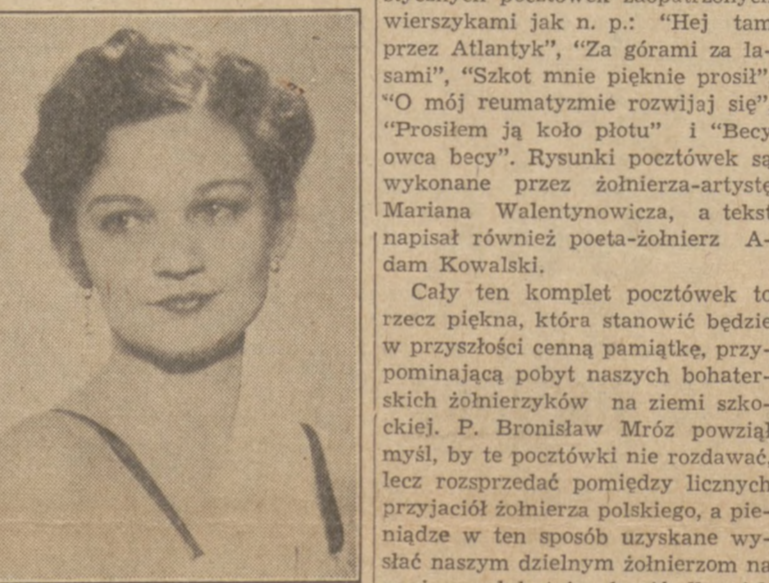 wierszykami jak n. p.: “Hej tam
przez Atlantyk”, “Za górami za la-
sami”, “Szkot mnie pięknie prosił”
“O mój reumatyzmie rozwijaj się”
“Prosiłem ją koło płotu” i “Becy
owca becy”. Rysunki pocztówek są
wykonane przez żołnierza-artystę
Mariana Walentynowicza, a tekst
napisał również poeta-żołnierz A-
dam Kowalski.
Cały ten komplet pocztówek to
rzecz piękna, która stanowić będzie
w przyszłości cenną pamiątkę, przy-
pominającą pobyt naszych bohater-
skich żołnierzyków na ziemi szko-
ckiej. P. Bronisław Mróz powziął
myśl, by te pocztówki nie rozdawać,
lecz rozsprzedać pomiędzy licznych
przyjaciół żołnierza polskiego, a pie-
niądze w ten sposób uzyskane wy-
słać naszym dzielnym żołnierzom na